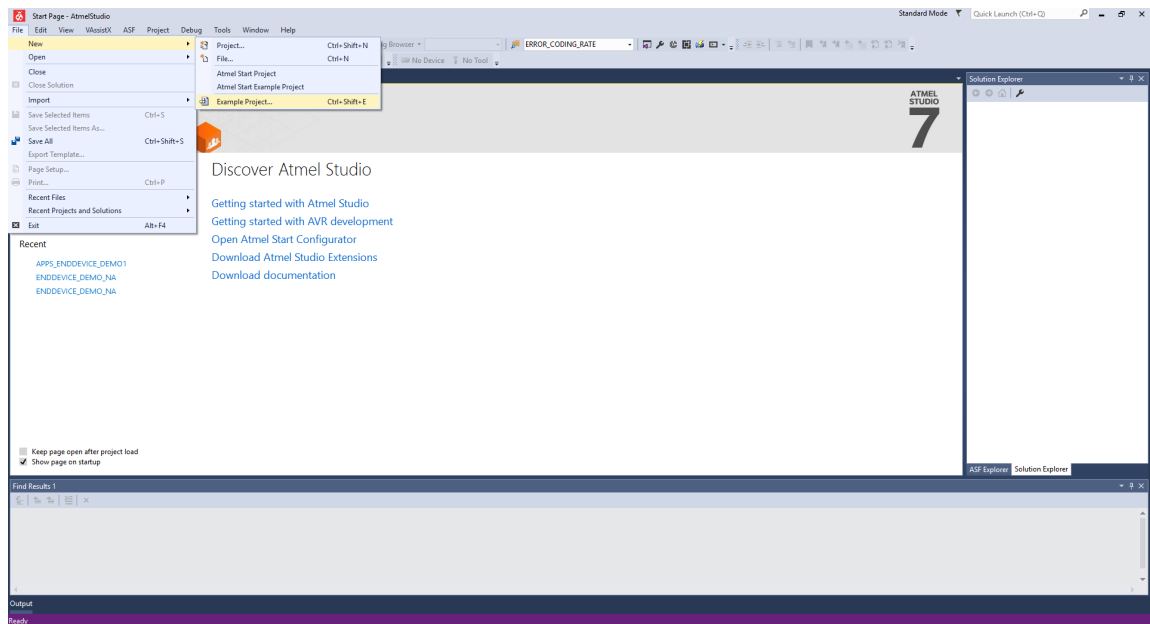 Start Page - AtmelStudio
Standard Mode
Quick Launch (Ctrl+Q)
File Edit View VAssistX ASF Project Debug Tools Window Help
New
Open
Close
Close Solution
Import
Save Selected Items Ctrl+S
Save Selected Items As...
Save All Ctrl+Shift+S
Export Template...
Page Setup...
Print... Ctrl+P
Recent Files
Recent Projects and Solutions
Exit Alt+F4
Project... Ctrl+Shift+N
File... Ctrl+N
Atmel Start Project
Atmel Start Example Project
Example Project... Ctrl+Shift+E
g Browser
ERROR_CODING_RATE
No Device No Tool
ATMEL
STUDIO
7
Discover Atmel Studio
Getting started with Atmel Studio
Getting started with AVR development
Open Atmel Start Configurator
Download Atmel Studio Extensions
Download documentation
Recent
APPS_ENDDEVICE_DEMO1
ENDDEVICE_DEMO_NA
ENDDEVICE_DEMO_NA
Keep page open after project load
Show page on startup
Solution Explorer
ASF Explorer Solution Explorer
Find Results 1
Output
Ready